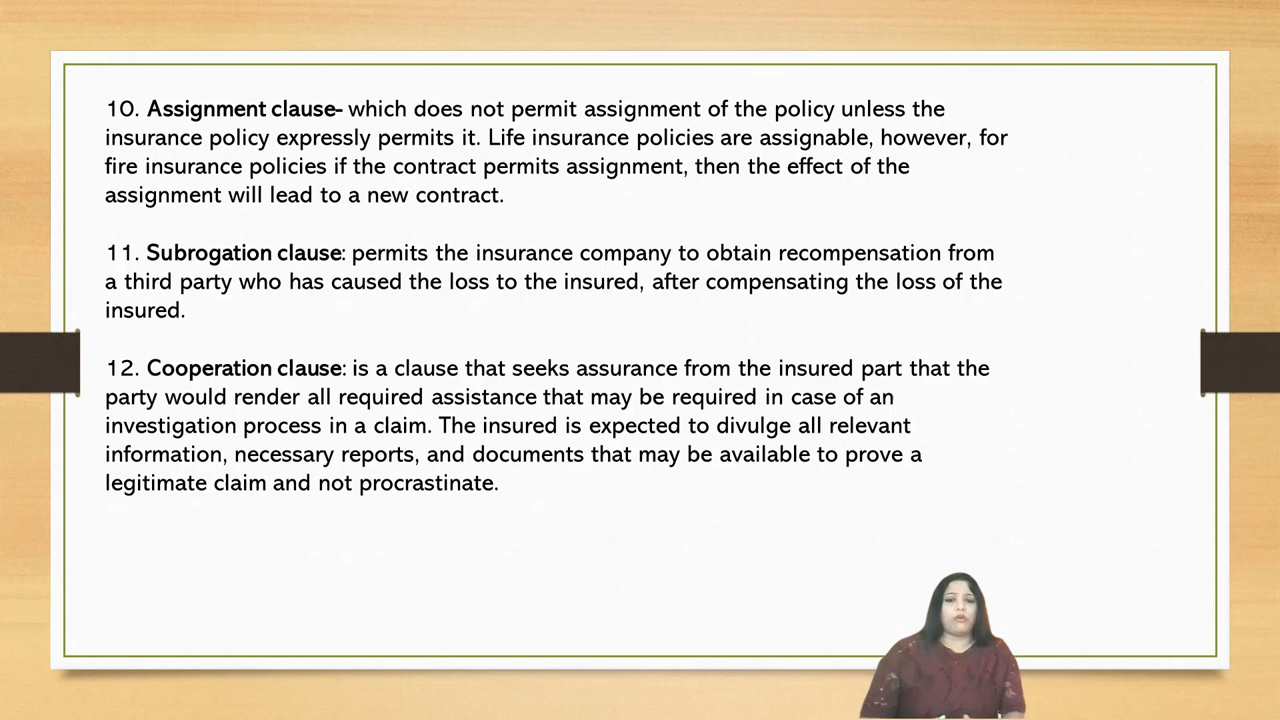 10. Assignment clause- which does not permit assignment of the policy unless the
insurance policy expressly permits it. Life insurance policies are assignable, however, for
fire insurance policies if the contract permits assignment, then the effect of the
assignment will lead to a new contract.
11. Subrogation clause: permits the insurance company to obtain recompensation from
a third party who has caused the loss to the insured, after compensating the loss of the
insured.
12. Cooperation clause: is a clause that seeks assurance from the insured part that the
party would render all required assistance that may be required in case of an
investigation process in a claim. The insured is expected to divulge all relevant
information, necessary reports, and documents that may be available to prove a
legitimate claim and not procrastinate.